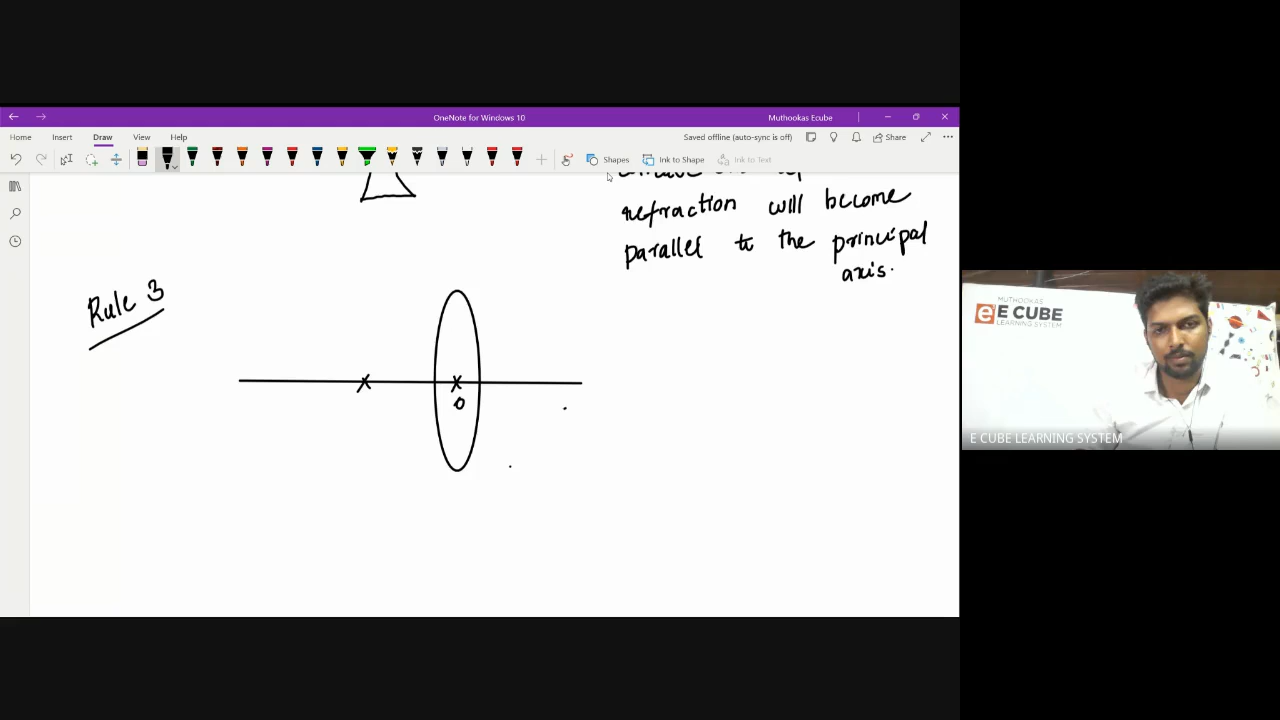 OneNote for Windows 10
Muthookas Ecube
Home Insert Draw View Help
Saved offline (auto-sync is off)
Share
Shapes
Ink to Shape
Ink to Text
refraction will become
parallel to the principal
axis.
Rule 3
O
MUTHOOKAS
e E CUBE
LEARNING SYSTEM
E CUBE LEARNING SYSTEM